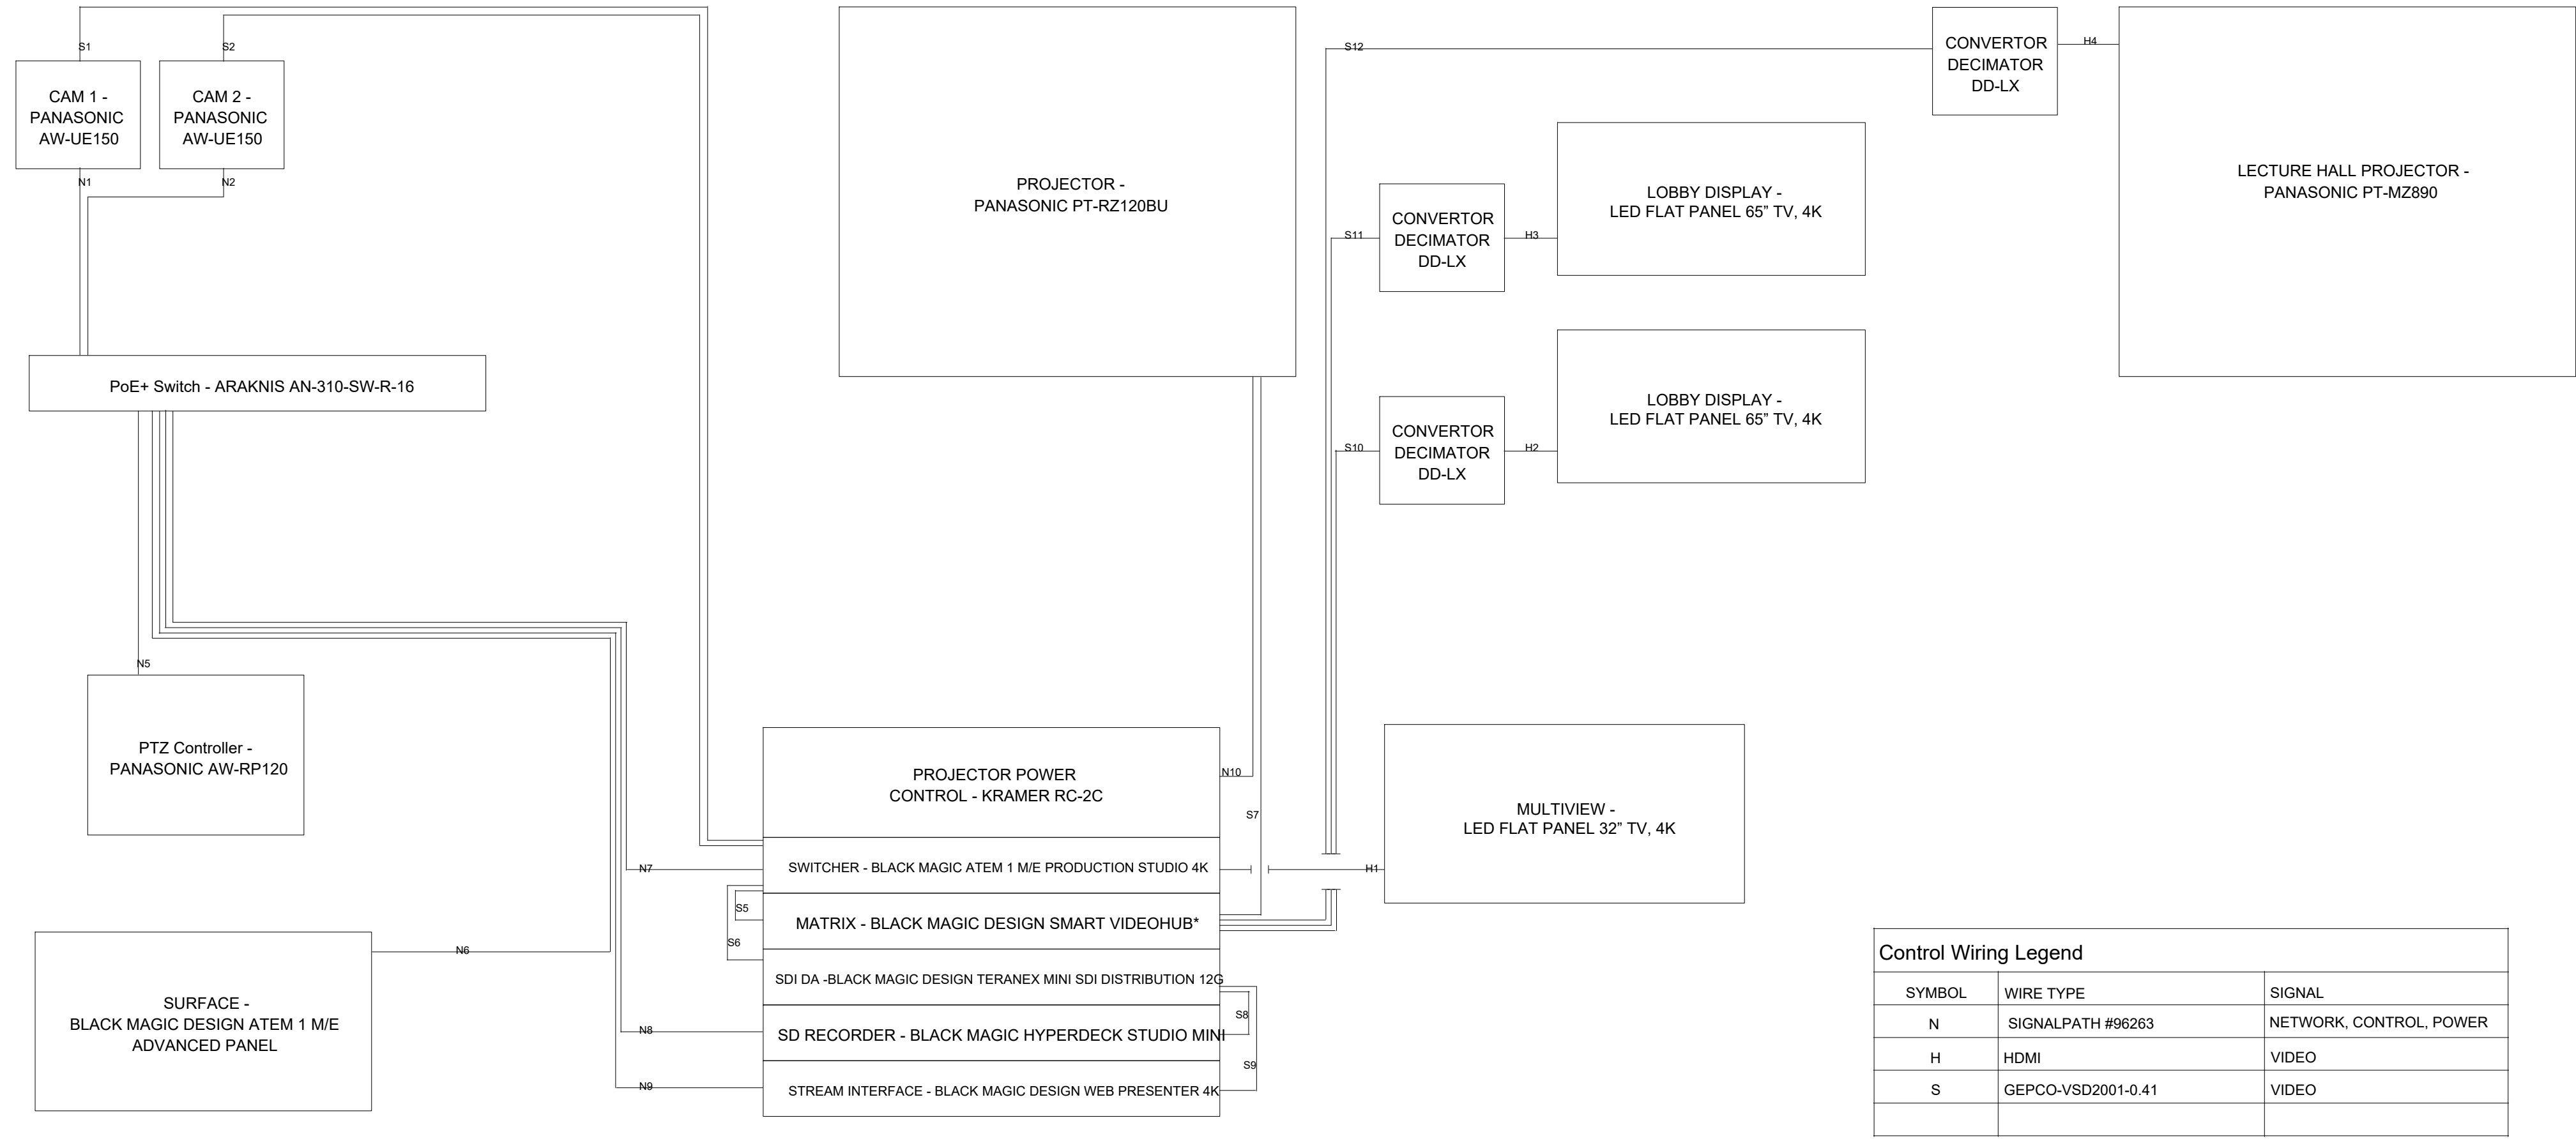 S1
S2
CAM 1 -
PANASONIC
AW-UE150
CAM 2 -
PANASONIC
AW-UE150
N1
N2
PoE+ Switch - ARAKNIS AN-310-SW-R-16
N5
PTZ Controller -
PANASONIC AW-RP120
N6
SURFACE -
BLACK MAGIC DESIGN ATEM 1 M/E
ADVANCED PANEL
N7
N8
N9
PROJECTOR -
PANASONIC PT-RZ120BU
PROJECTOR POWER
CONTROL - KRAMER RC-2C
N10
S7
SWITCHER - BLACK MAGIC ATEM 1 M/E PRODUCTION STUDIO 4K
S5
MATRIX - BLACK MAGIC DESIGN SMART VIDEOHUB*
S6
SDI DA -BLACK MAGIC DESIGN TERANEX MINI SDI DISTRIBUTION 12G
S8
SD RECORDER - BLACK MAGIC HYPERDECK STUDIO MINI
S9
STREAM INTERFACE - BLACK MAGIC DESIGN WEB PRESENTER 4K
S12
CONVERTOR
DECIMATOR
DD-LX
H4
LECTURE HALL PROJECTOR -
PANASONIC PT-MZ890
S11
CONVERTOR
DECIMATOR
DD-LX
H3
LOBBY DISPLAY -
LED FLAT PANEL 65” TV, 4K
S10
CONVERTOR
DECIMATOR
DD-LX
H2
LOBBY DISPLAY -
LED FLAT PANEL 65” TV, 4K
H1
MULTIVIEW -
LED FLAT PANEL 32” TV, 4K
Control Wiring Legend
SYMBOL WIRE TYPE SIGNAL
N SIGNALPATH #96263 NETWORK, CONTROL, POWER
H HDMI VIDEO
S GEPCO-VSD2001-0.41 VIDEO